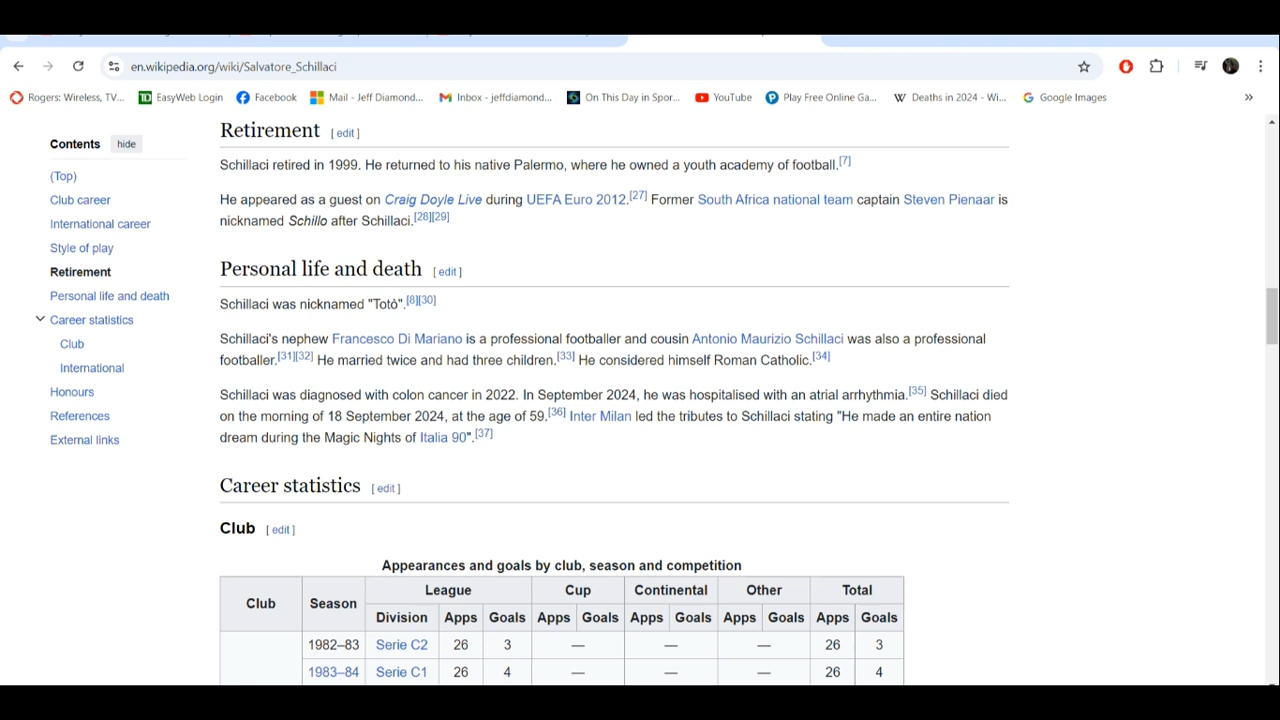 en.wikipedia.org/wiki/Salvatore_Schillaci
Rogers: Wireless, TV... EasyWeb Login Facebook Mail - Jeff Diamond... Inbox - jeffdiamond... On This Day in Spor... YouTube Play Free Online Ga... Deaths in 2024 - Wi... Google Images »
Contents hide
(Top)
Club career
International career
Style of play
Retirement
Personal life and death
Career statistics
Club
International
Honours
References
External links
Retirement [ edit ]
Schillaci retired in 1999. He returned to his native Palermo, where he owned a youth academy of football.[7]
He appeared as a guest on Craig Doyle Live during UEFA Euro 2012.[27] Former South Africa national team captain Steven Pienaar is
nicknamed Schillo after Schillaci.[28][29]
Personal life and death [ edit ]
Schillaci was nicknamed "Totò".[8][30]
Schillaci's nephew Francesco Di Mariano is a professional footballer and cousin Antonio Maurizio Schillaci was also a professional
footballer.[31][32] He married twice and had three children.[33] He considered himself Roman Catholic.[34]
Schillaci was diagnosed with colon cancer in 2022. In September 2024, he was hospitalised with an atrial arrhythmia.[35] Schillaci died
on the morning of 18 September 2024, at the age of 59.[36] Inter Milan led the tributes to Schillaci stating "He made an entire nation
dream during the Magic Nights of Italia 90".[37]
Career statistics [ edit ]
Club [ edit ]
Appearances and goals by club, season and competition
Club Season League Cup Continental Other Total
Division Apps Goals Apps Goals Apps Goals Apps Goals Apps Goals
1982–83 Serie C2 26 3 — — — 26 3
1983–84 Serie C1 26 4 — — — 26 4